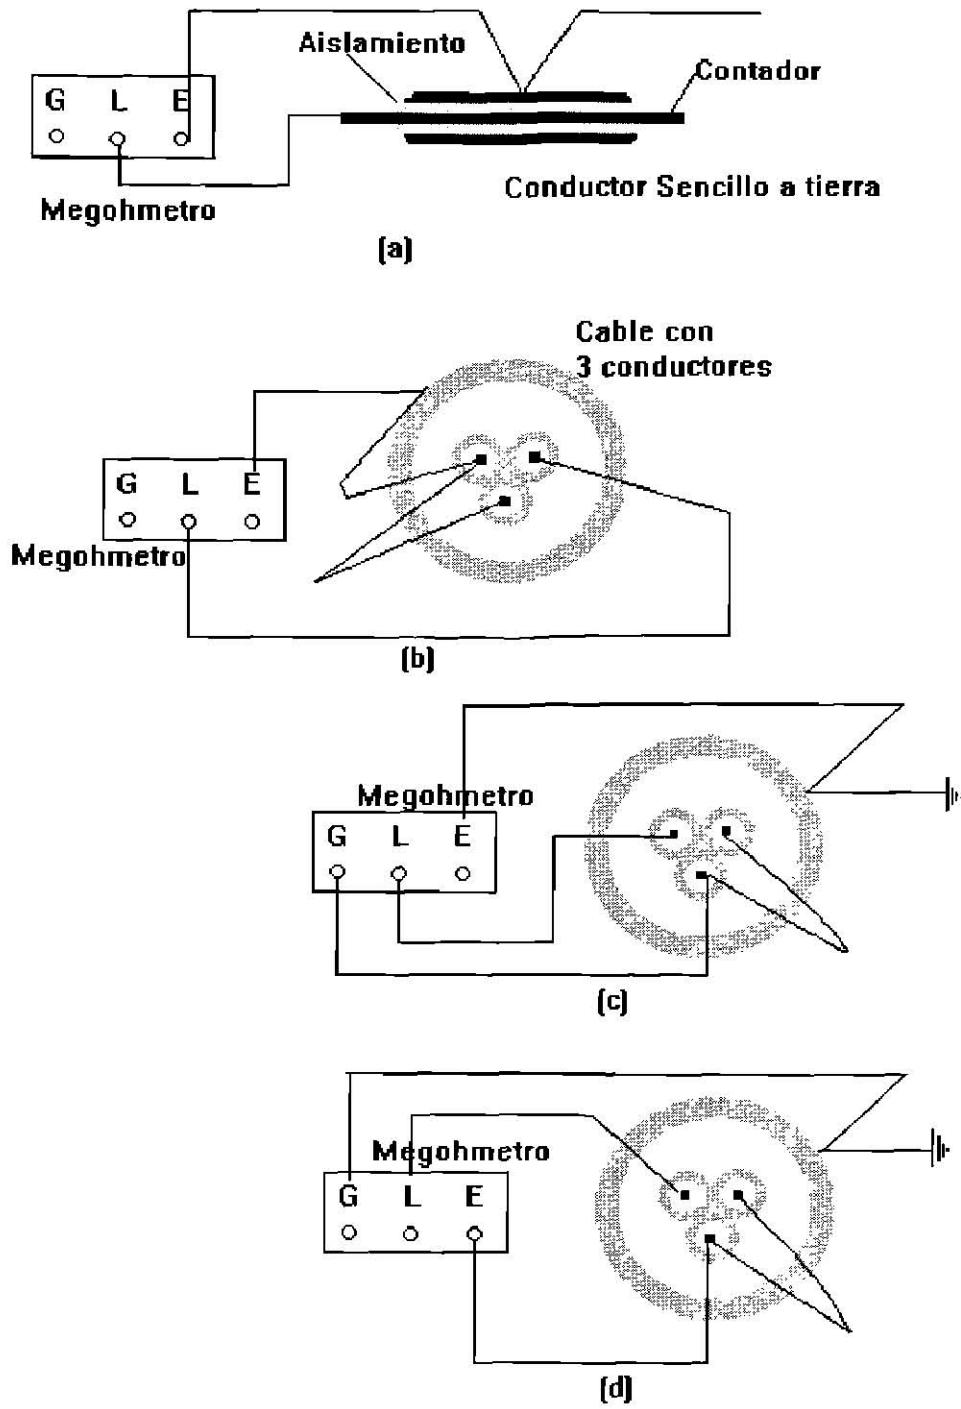 Aislamiento
Contador
G L E
Megohmetro
Conductor Sencillo a tierra
(a)
Cable con
3 conductores
G L E
Megohmetro
(b)
Megohmetro
G L E
(c)
Megohmetro
G L E
(d)